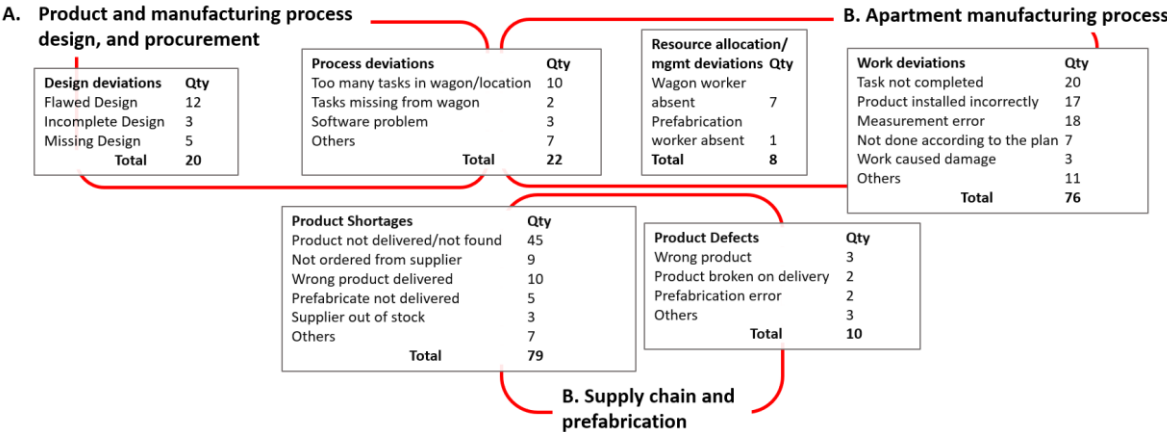 A. Product and manufacturing process
design, and procurement
B. Apartment manufacturing process
Design deviations Qty
Flawed Design 12
Incomplete Design 3
Missing Design 5
Total 20
Process deviations Qty
Too many tasks in wagon/location 10
Tasks missing from wagon 2
Software problem 3
Others 7
Total 22
Resource allocation/
mgmt deviations Qty
Wagon worker
absent 7
Prefabrication
worker absent 1
Total 8
Work deviations Qty
Task not completed 20
Product installed incorrectly 17
Measurement error 18
Not done according to the plan 7
Work caused damage 3
Others 11
Total 76
Product Shortages Qty
Product not delivered/not found 45
Not ordered from supplier 9
Wrong product delivered 10
Prefabricate not delivered 5
Supplier out of stock 3
Others 7
Total 79
Product Defects Qty
Wrong product 3
Product broken on delivery 2
Prefabrication error 2
Others 3
Total 10
B. Supply chain and
prefabrication